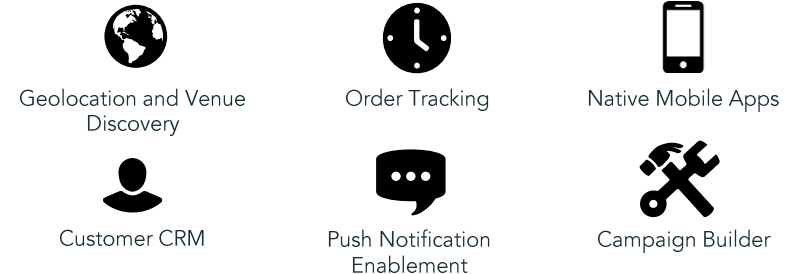 Geolocation and Venue
Discovery
Order Tracking
Native Mobile Apps
Customer CRM
Push Notification
Enablement
Campaign Builder